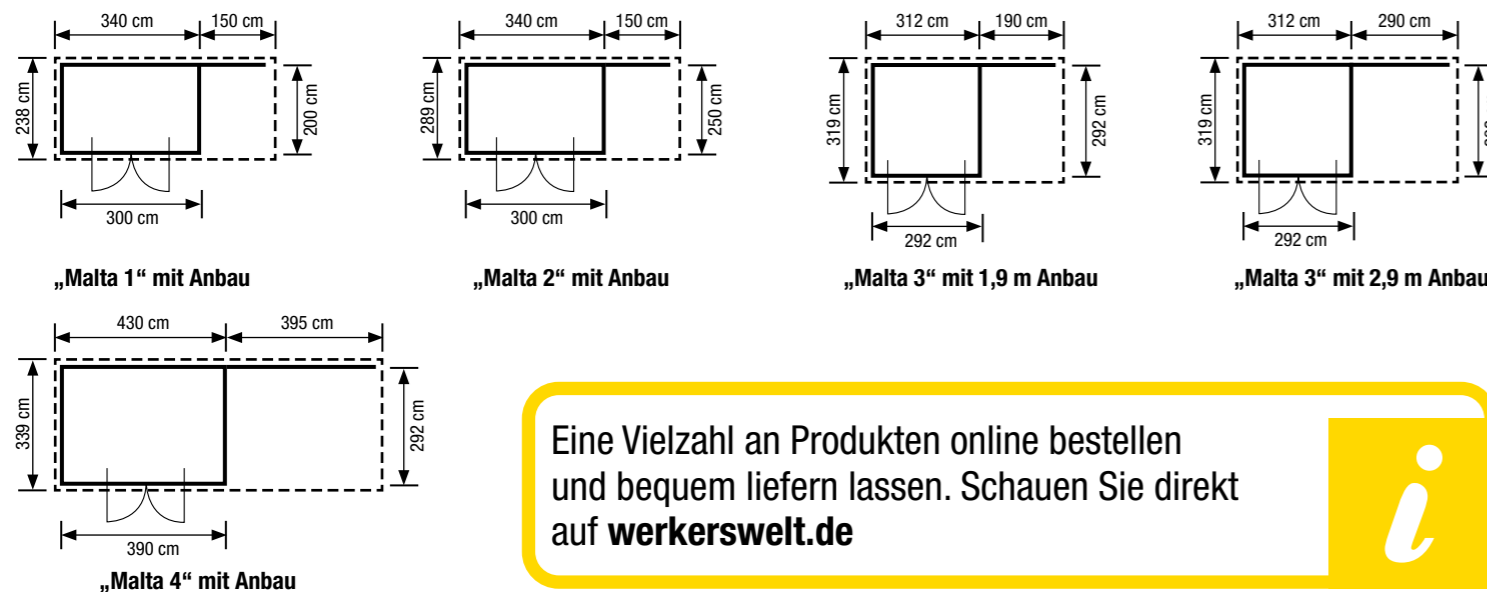 340 cm 150 cm
238 cm
200 cm
300 cm
„Malta 1“ mit Anbau
340 cm 150 cm
289 cm
250 cm
300 cm
„Malta 2“ mit Anbau
312 cm 190 cm
319 cm
292 cm
292 cm
„Malta 3“ mit 1,9 m Anbau
312 cm 290 cm
319 cm
292 cm
„Malta 3“ mit 2,9 m Anbau
430 cm 395 cm
339 cm
292 cm
390 cm
„Malta 4“ mit Anbau
Eine Vielzahl an Produkten online bestellen
und bequem liefern lassen. Schauen Sie direkt
auf werkerswelt.de
i